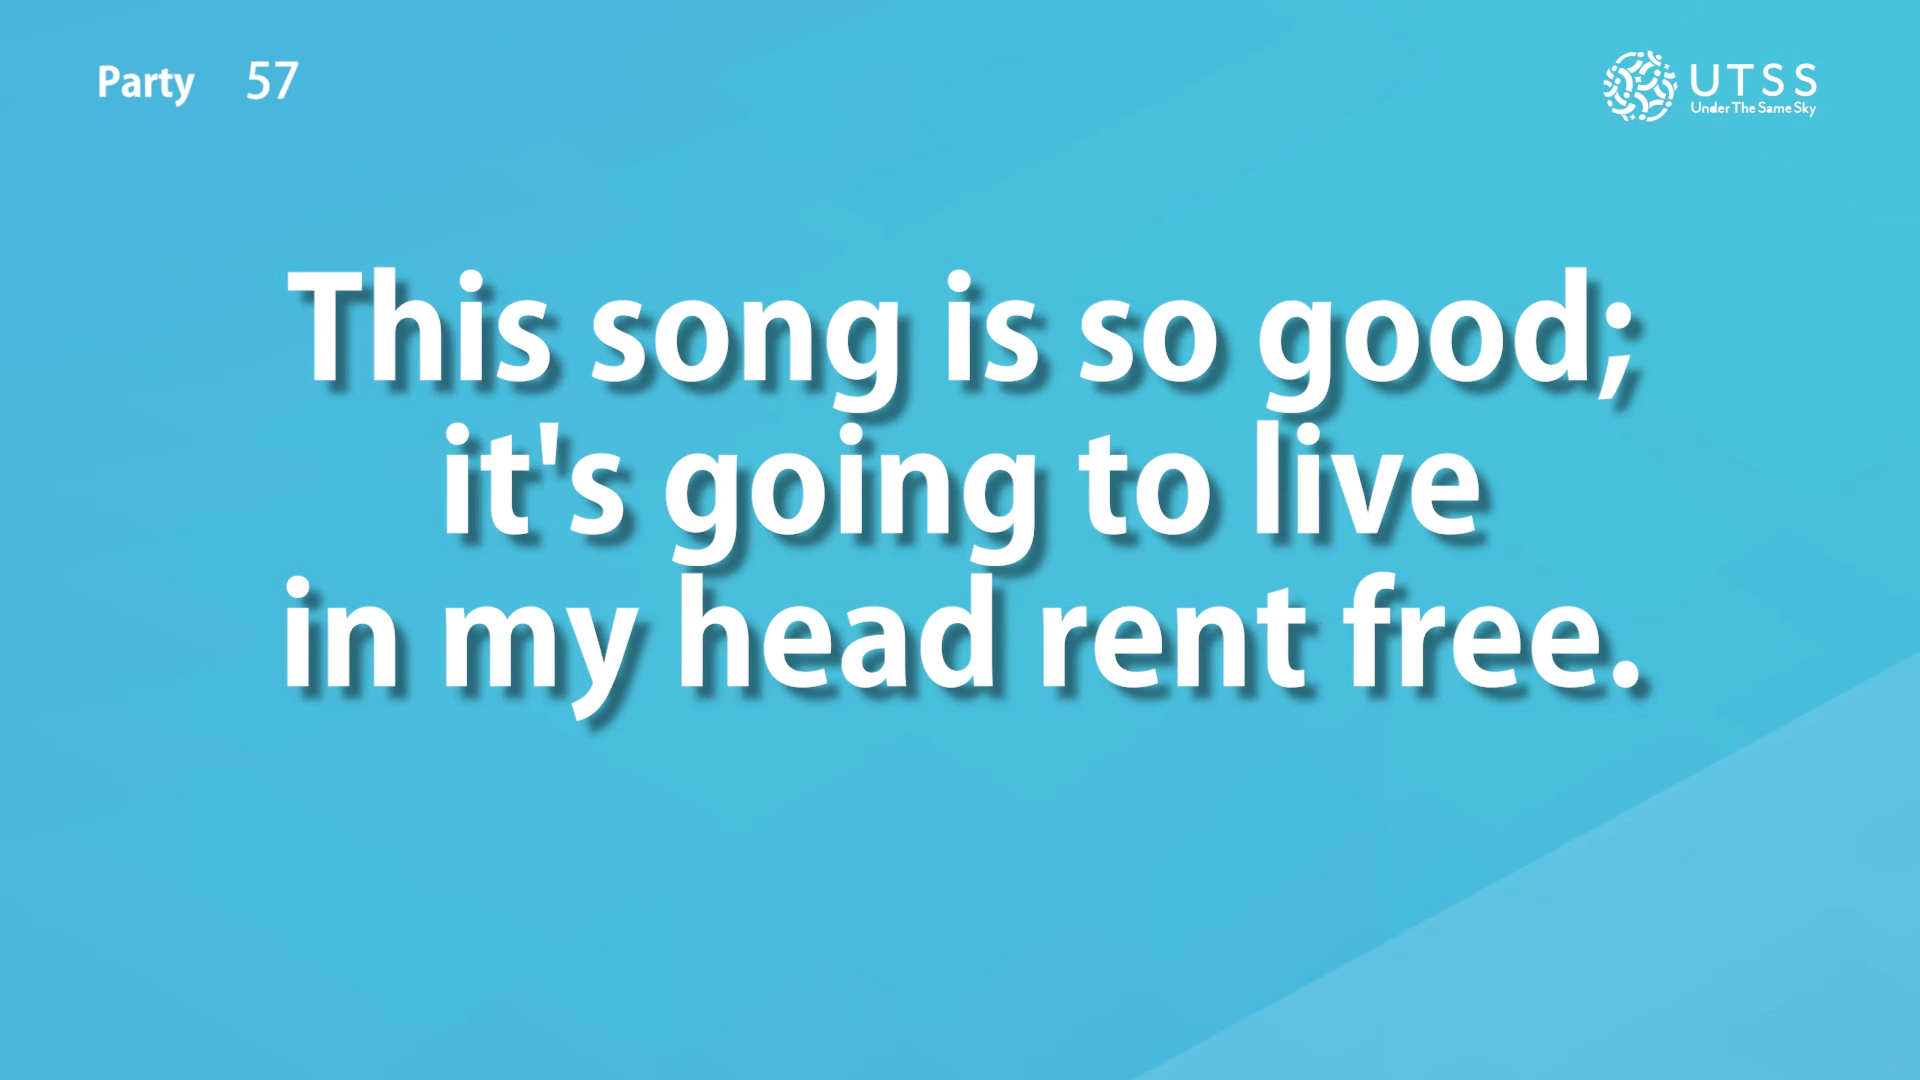 Party 57
UTSS
Under The Same Sky
This song is so good;
it's going to live
in my head rent free.